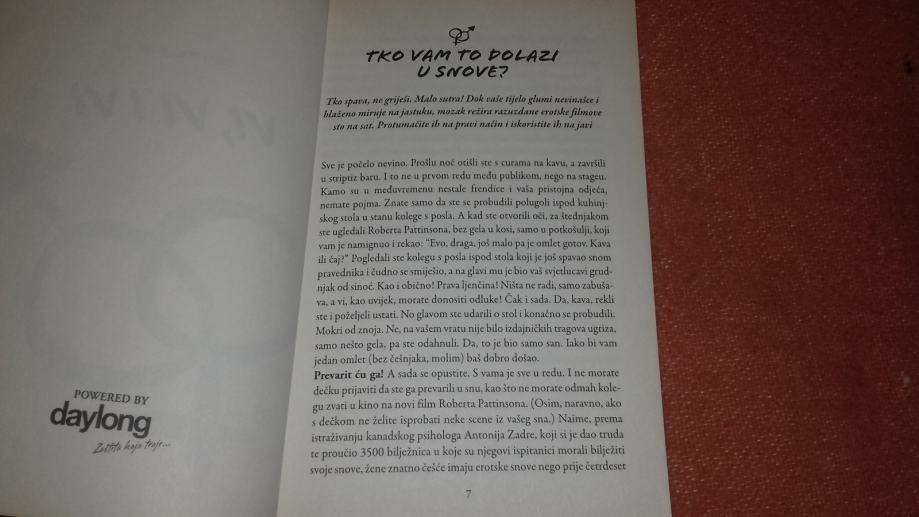 POWERED BY
daylong
Zaštita koja traje...
TKO VAM TO DOLAZI
U SNOVE?
Tko spava, ne griješi. Malo sutra! Dok vaše tijelo glumi nevinašce i
blaženo miruje na jastuku, mozak režira razuzdane erotske filmove
sto na sat. Protumačite ih na pravi način i iskoristite ih na javi
Sve je počelo nevino. Prošlu noć otišli ste s curama na kavu, a završili
u striptiz baru. I to ne u prvom redu među publikom, nego na stageu.
Kamo su u međuvremenu nestale frendice i vaša pristojna odjeća,
nemate pojma. Znate samo da ste se probudili polugoli ispod kuhinj-
skog stola u stanu kolege s posla. A kad ste otvorili oči, za štednjakom
ste ugledali Roberta Pattinsona, bez gela u kosi, samo u potkošulji, koji
vam je namignuo i rekao: “Evo, draga, još malo pa je omlet gotov. Kava
ili čaj?” Pogledali ste kolegu s posla ispod stola koji je još spavao snom
pravednika i čudno se smiješio, a na glavi mu je bio vaš svjetlucavi grud-
njak od sinoć. Kao i obično! Prava ljenčina! Ništa ne radi, samo zabuša-
va, a vi, kao uvijek, morate donositi odluke! Čak i sada. Da, kava, rekli
ste i poželjeli ustati. No glavom ste udarili o stol i konačno se probudili.
Mokri od znoja. Ne, na vašem vratu nije bilo izdajničkih tragova ugriza,
samo nešto gela, pa ste odahnuli. Da, to je bio samo san. Iako bi vam
jedan omlet (bez češnjaka, molim) baš dobro došao.
Prevarit ću ga! A sada se opustite. S vama je sve u redu. I ne morate
dečku prijaviti da ste ga prevarili u snu, kao što ne morate odmah kole-
gu zvati u kino na novi film Roberta Pattinsona. (Osim, naravno, ako
s dečkom ne želite isprobati neke scene iz vašeg sna.) Naime, prema
istraživanju kanadskog psihologa Antonija Zadre, koji si je dao truda
te proučio 3500 bilježnica u koje su njegovi ispitanici morali bilježiti
svoje snove, žene znatno češće imaju erotske snove nego prije četrdeset
7